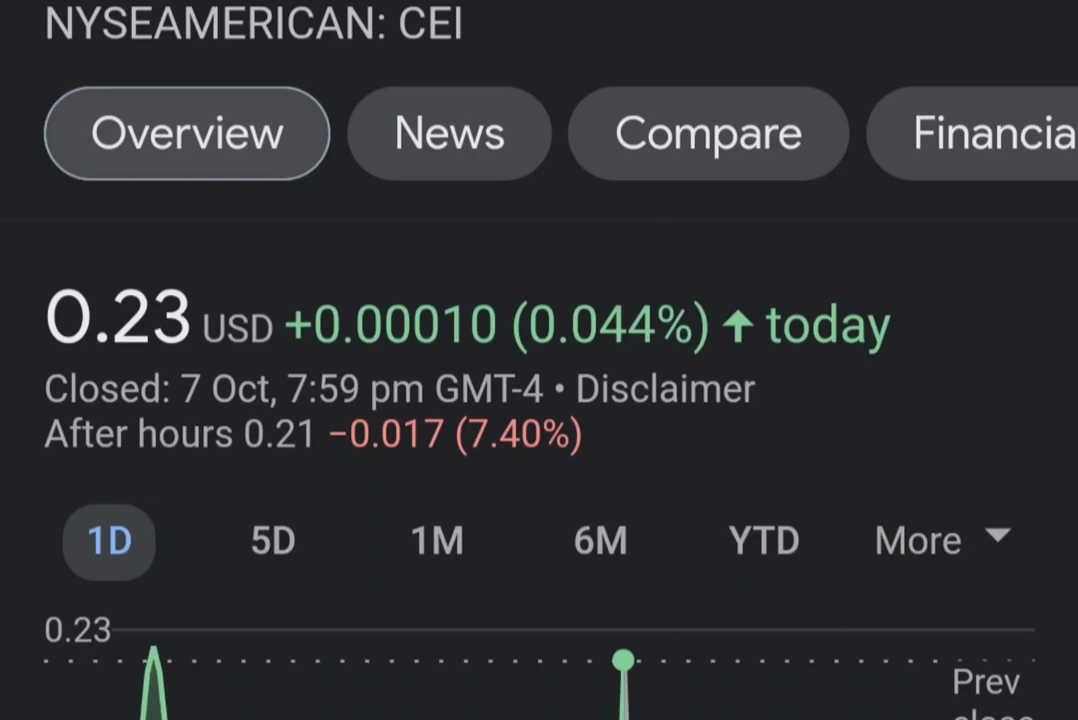 NYSEAMERICAN: CEI
Overview News Compare Financia
0.23 USD +0.00010 (0.044%) ↑ today
Closed: 7 Oct, 7:59 pm GMT-4 • Disclaimer
After hours 0.21 −0.017 (7.40%)
1D 5D 1M 6M YTD More
0.23
Prev